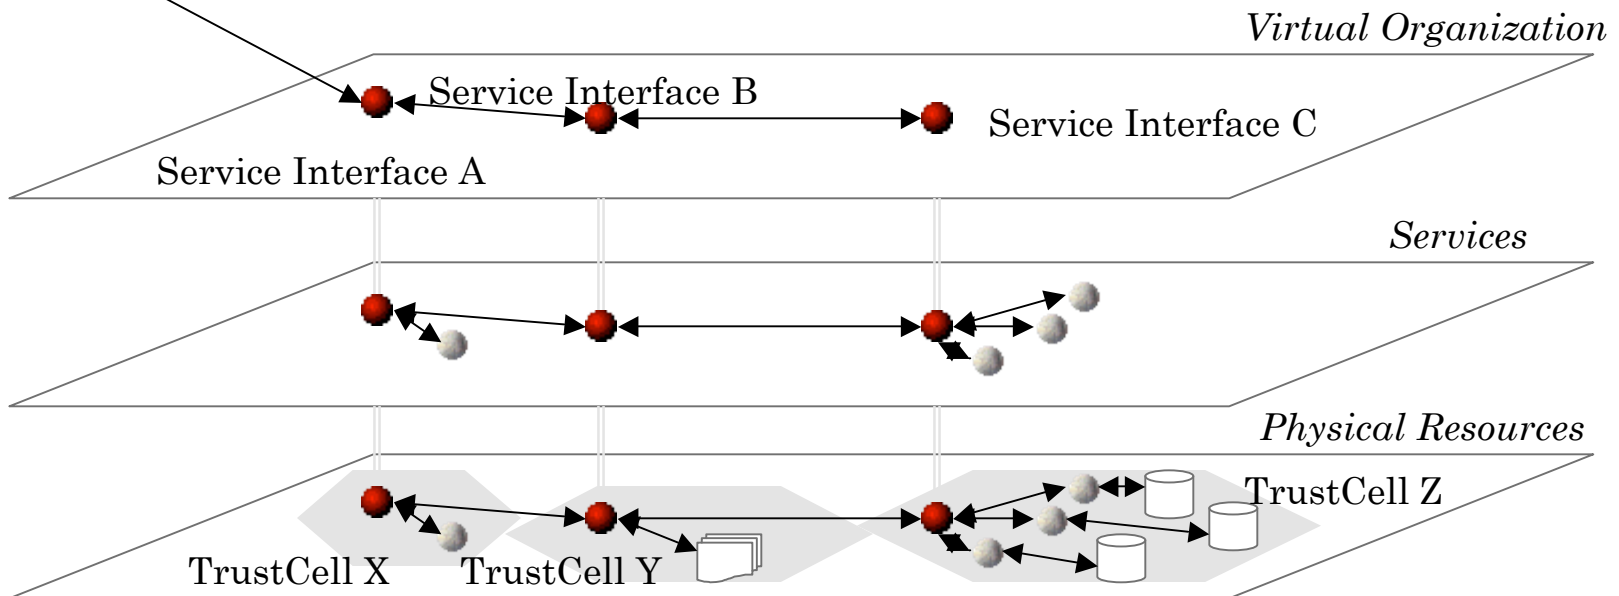 Virtual Organization
Service Interface B
Service Interface C
Service Interface A
Services
Physical Resources
TrustCell Z
TrustCell X
TrustCell Y